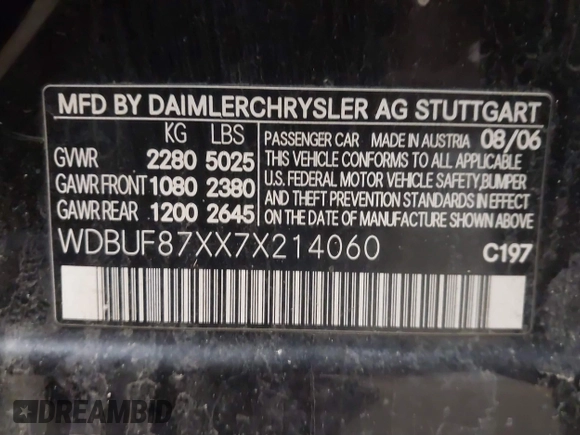 MFD BY DAIMLERCHRYSLER AG STUTTGART
KG LBS
GVWR 2280 5025
GAWR FRONT 1080 2380
GAWR REAR 1200 2645
PASSENGER CAR MADE IN AUSTRIA 08/06
THIS VEHICLE CONFORMS TO ALL APPLICABLE
U.S. FEDERAL MOTOR VEHICLE SAFETY,BUMPER
AND THEFT PREVENTION STANDARDS IN EFFECT
ON THE DATE OF MANUFACTURE SHOWN ABOVE.
WDBUF87XX7X214060 C197
DREAMBID